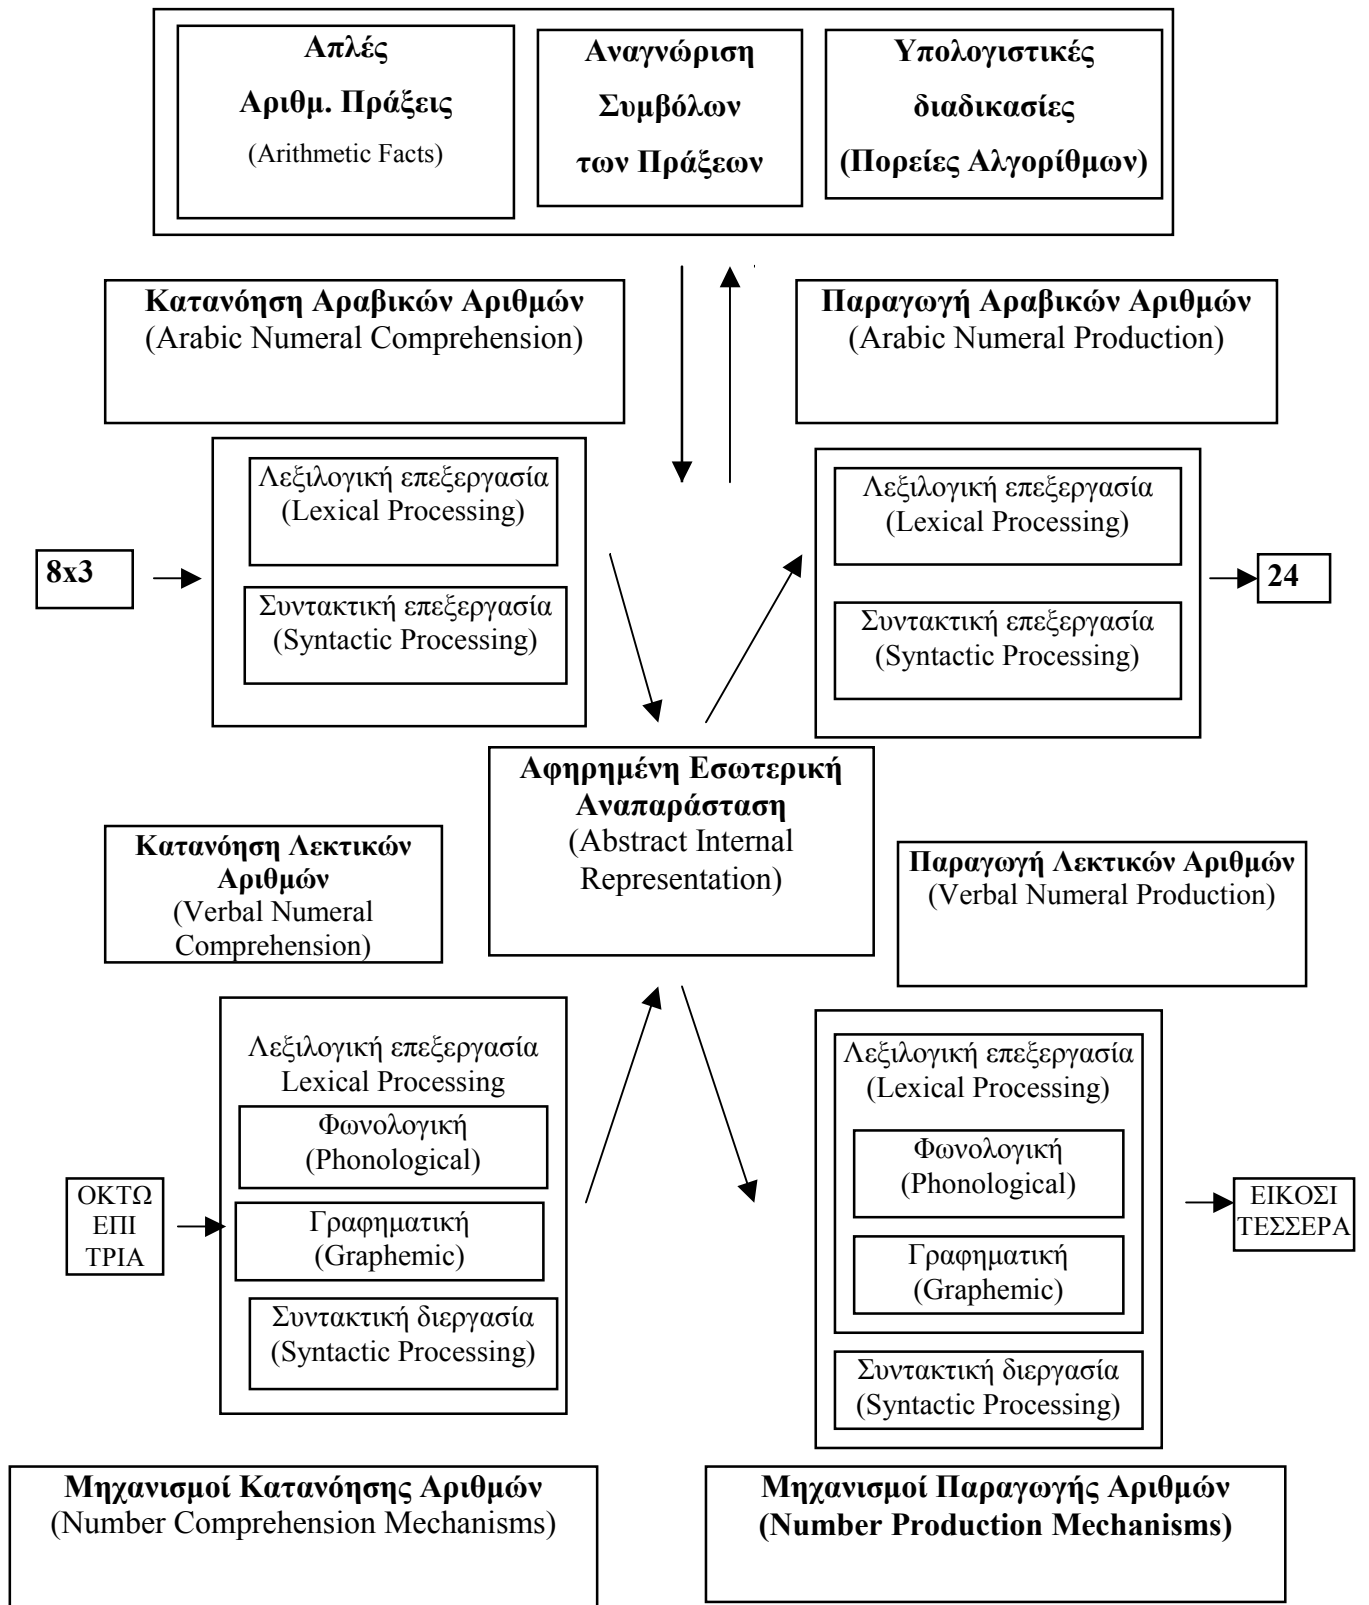 Απλές
Αριθμ. Πράξεις
(Arithmetic Facts)
Αναγνώριση
Συμβόλων
των Πράξεων
Υπολογιστικές
διαδικασίες
(Πορείες Αλγορίθμων)
Κατανόηση Αραβικών Αριθμών
(Arabic Numeral Comprehension)
Παραγωγή Αραβικών Αριθμών
(Arabic Numeral Production)
Λεξιλογική επεξεργασία
(Lexical Processing)
Συντακτική επεξεργασία
(Syntactic Processing)
8x3
Λεξιλογική επεξεργασία
(Lexical Processing)
Συντακτική επεξεργασία
(Syntactic Processing)
24
Αφηρημένη Εσωτερική
Αναπαράσταση
(Abstract Internal
Representation)
Κατανόηση Λεκτικών
Αριθμών
(Verbal Numeral
Comprehension)
Παραγωγή Λεκτικών Αριθμών
(Verbal Numeral Production)
Λεξιλογική επεξεργασία
Lexical Processing
Φωνολογική
(Phonological)
Γραφηματική
(Graphemic)
Συντακτική διεργασία
(Syntactic Processing)
ΟΚΤΩ
ΕΠΙ
ΤΡΙΑ
Λεξιλογική επεξεργασία
(Lexical Processing)
Φωνολογική
(Phonological)
Γραφηματική
(Graphemic)
Συντακτική διεργασία
(Syntactic Processing)
ΕΙΚΟΣΙ
ΤΕΣΣΕΡΑ
Μηχανισμοί Κατανόησης Αριθμών
(Number Comprehension Mechanisms)
Μηχανισμοί Παραγωγής Αριθμών
(Number Production Mechanisms)